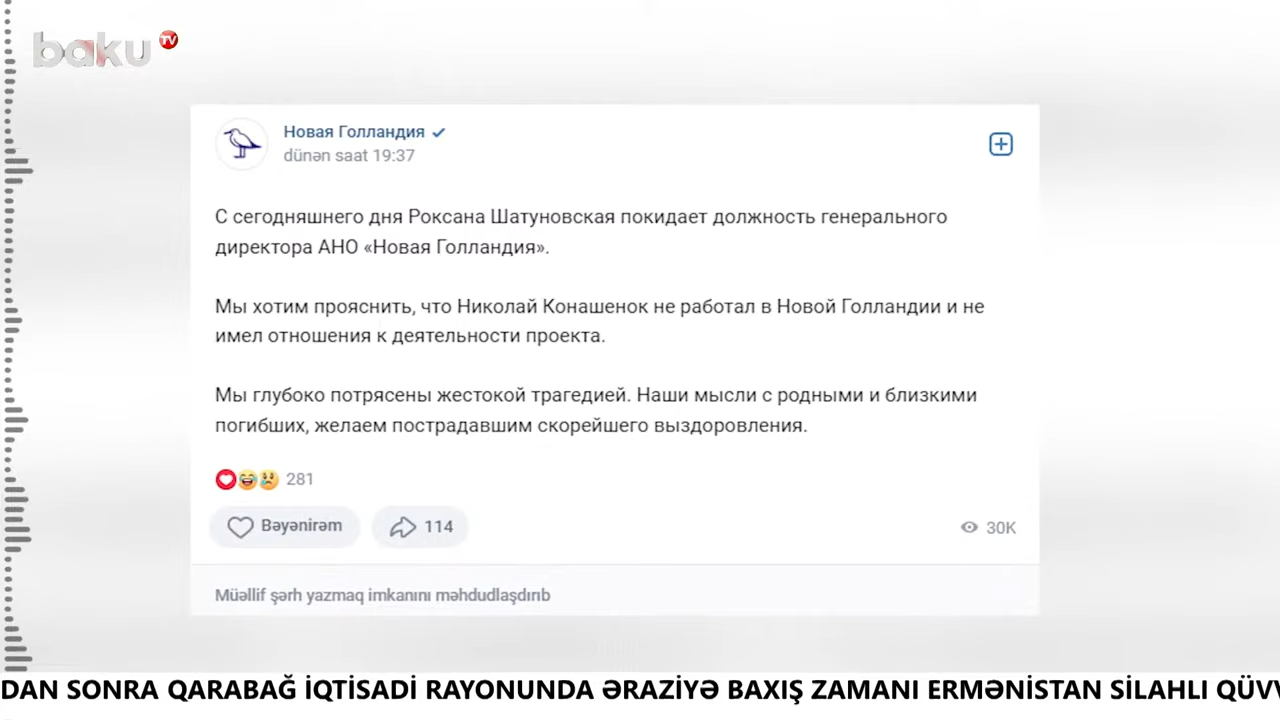 baku TV
Новая Голландия
dünən saat 19:37
С сегодняшнего дня Роксана Шатуновская покидает должность генерального
директора АНО «Новая Голландия».
Мы хотим прояснить, что Николай Конашенок не работал в Новой Голландии и не
имел отношения к деятельности проекта.
Мы глубоко потрясены жестокой трагедией. Наши мысли с родными и близкими
погибших, желаем пострадавшим скорейшего выздоровления.
281
Bəyənirəm 114 30K
Müəllif şərh yazmaq imkanını məhdudlaşdırıb
DAN SONRA QARABAĞ İQTİSADİ RAYONUNDA ƏRAZİYƏ BAXIŞ ZAMANI ERMƏNİSTAN SİLAHLI